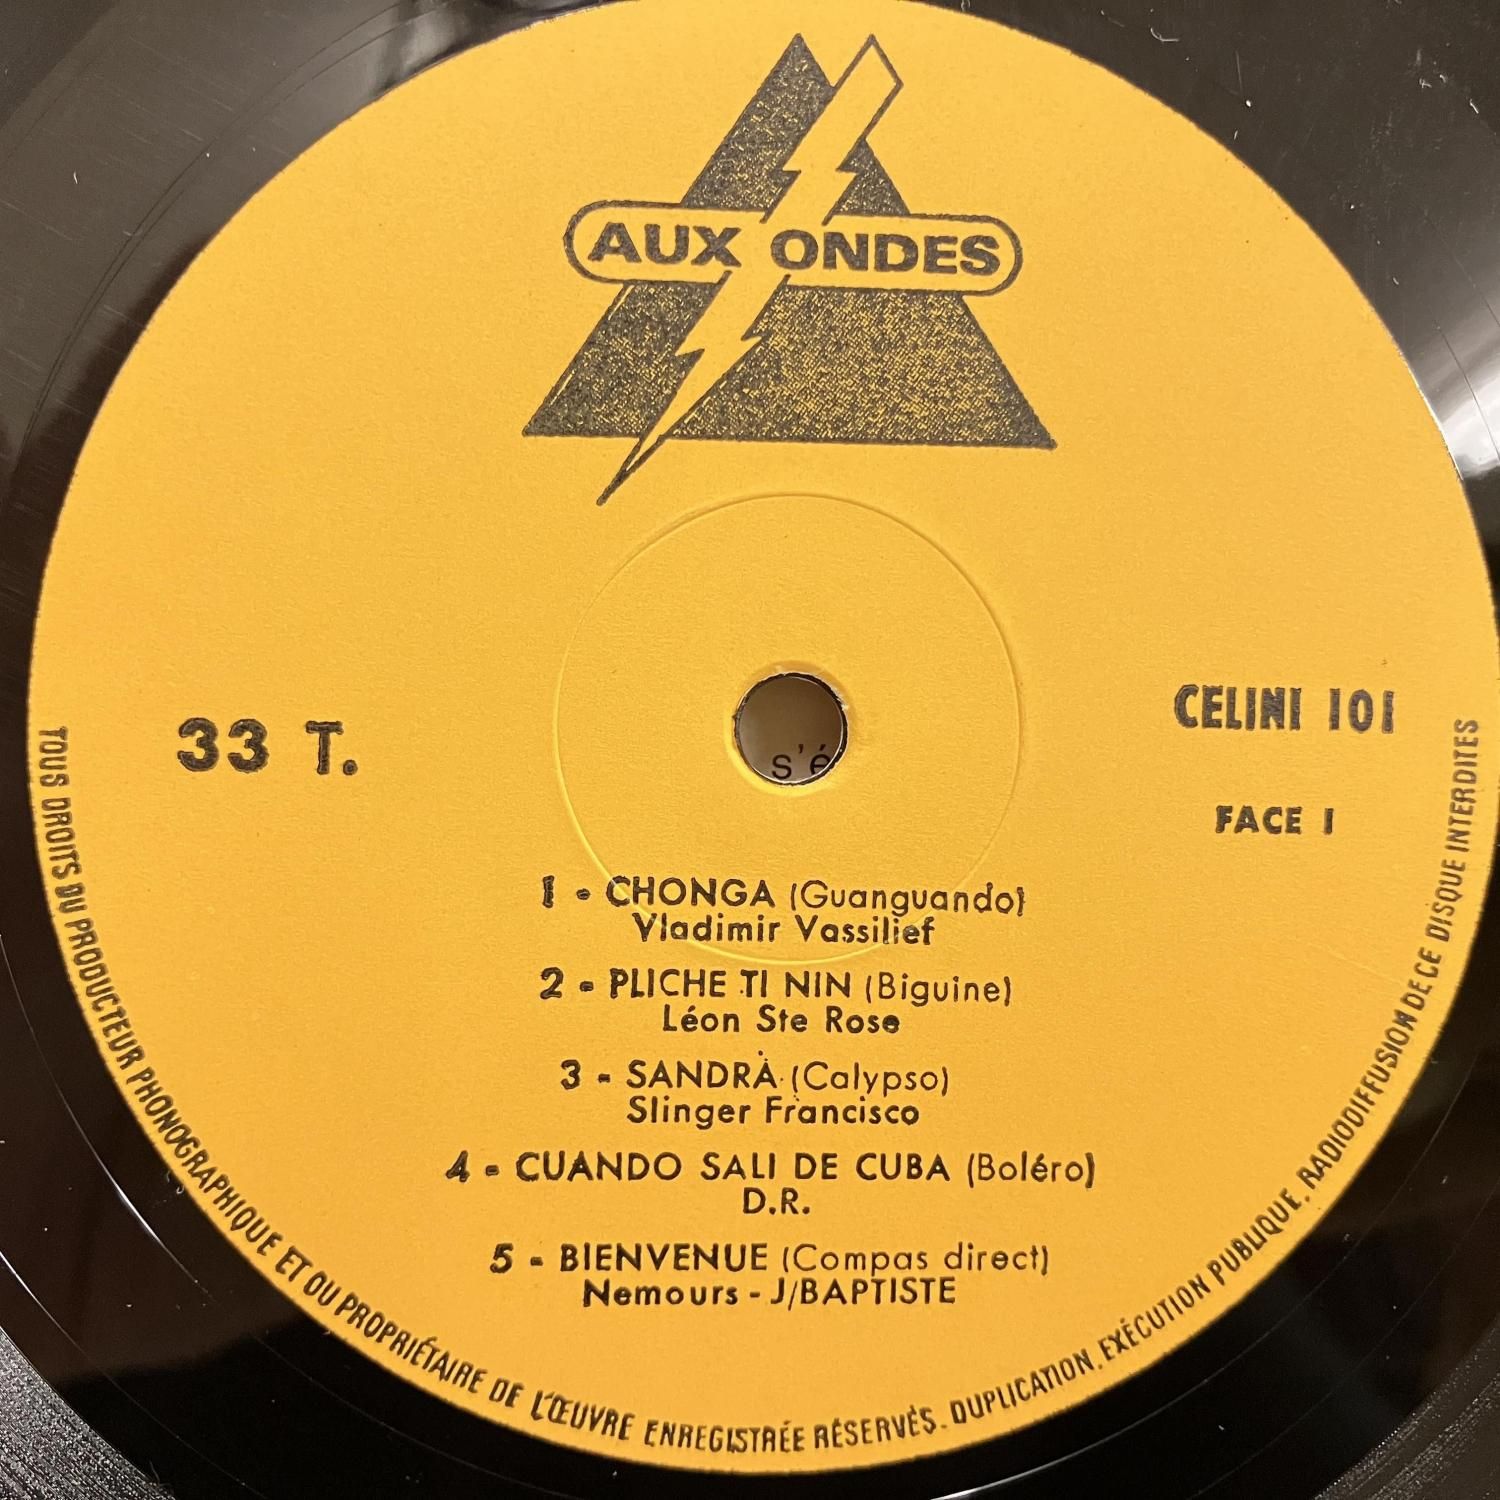 AUX ONDES
33 T.
CELINI 101
FACE 1
s'é
1 - CHONGA (Guanguando)
Vladimir Vassilief
2 - PLICHE TI NIN (Biguine)
Léon Ste Rose
3 - SANDRA (Calypso)
Slinger Francisco
4 - CUANDO SALI DE CUBA (Boléro)
D.R.
5 - BIENVENUE (Compas direct)
Nemours - J/BAPTISTE
TOUS DROITS DU PRODUCTEUR PHONOGRAPHIQUE ET DU PROPRIÉTAIRE DE L'ŒUVRE ENREGISTRÉE RÉSERVÉS. DUPLICATION, EXÉCUTION PUBLIQUE, RADIODIFFUSION DE CE DISQUE INTERDITES